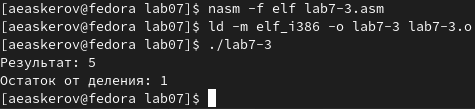 [aeaskerov@fedora lab07]$ nasm -f elf lab7-3.asm
[aeaskerov@fedora lab07]$ ld -m elf_i386 -o lab7-3 lab7-3.o
[aeaskerov@fedora lab07]$ ./lab7-3
Результат: 5
Остаток от деления: 1
[aeaskerov@fedora lab07]$